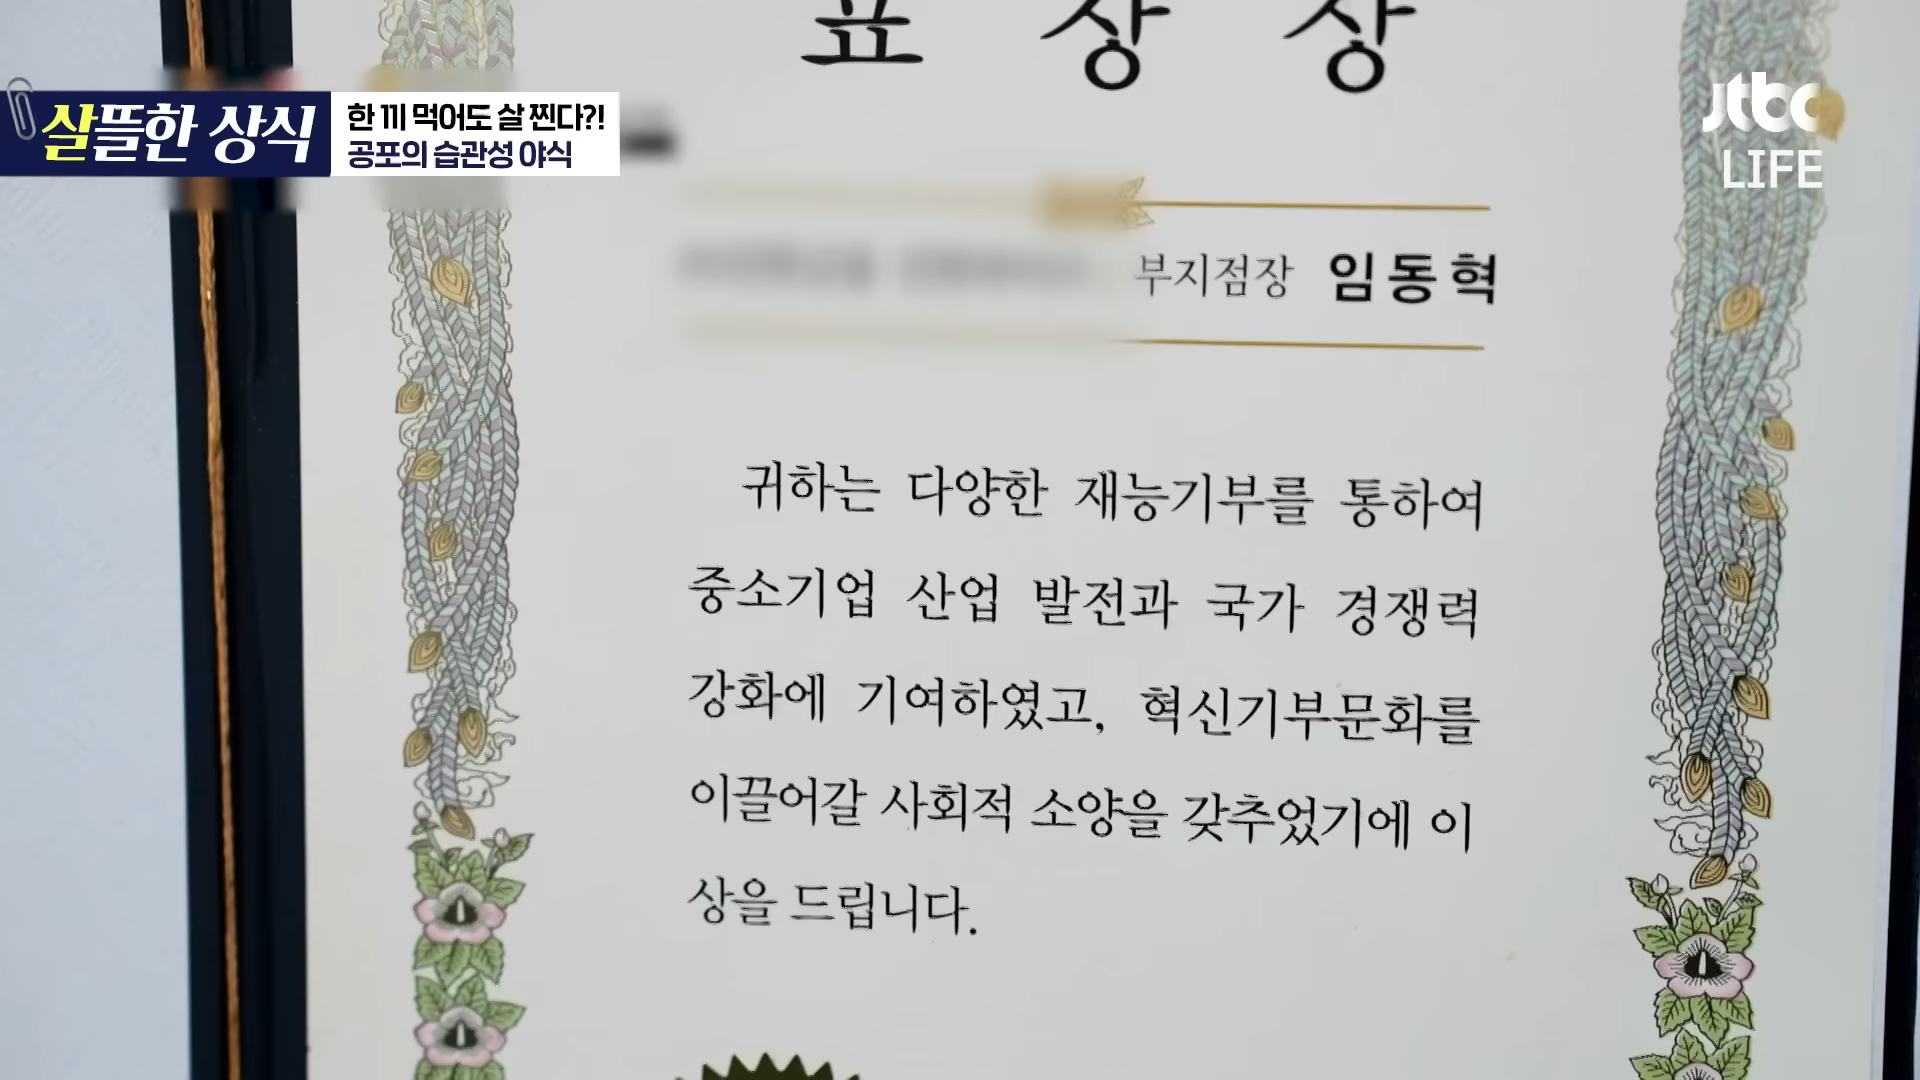 표 상 상
살뜰한 상식
한 끼 먹어도 살 찐다?!
공포의 습관성 야식
jtbc
LIFE
부지점장 임동혁
귀하는 다양한 재능기부를 통하여
중소기업 산업 발전과 국가 경쟁력
강화에 기여하였고, 혁신기부문화를
이끌어갈 사회적 소양을 갖추었기에 이
상을 드립니다.